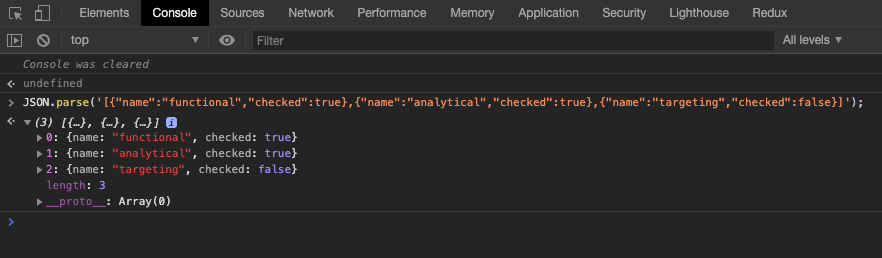 Elements Console Sources Network Performance Memory Application Security Lighthouse Redux
top Filter All levels
Console was cleared
undefined
JSON.parse('[{"name":"functional","checked":true},{"name":"analytical","checked":true},{"name":"targeting","checked":false}]');
(3) [{…}, {…}, {…}] i
0: {name: "functional", checked: true}
1: {name: "analytical", checked: true}
2: {name: "targeting", checked: false}
length: 3
__proto__: Array(0)